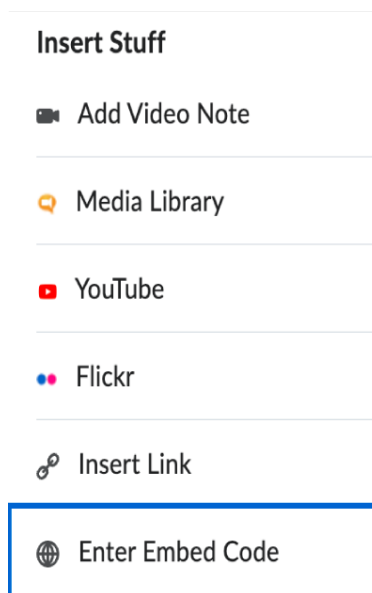 Insert Stuff
Add Video Note
Media Library
YouTube
Flickr
Insert Link
Enter Embed Code